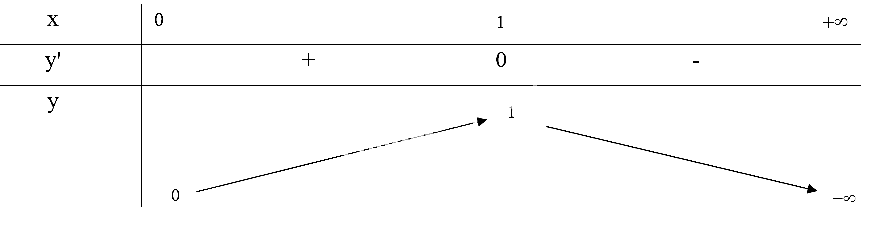 x 0 1 +∞
y' + 0 -
y 1
0 −∞